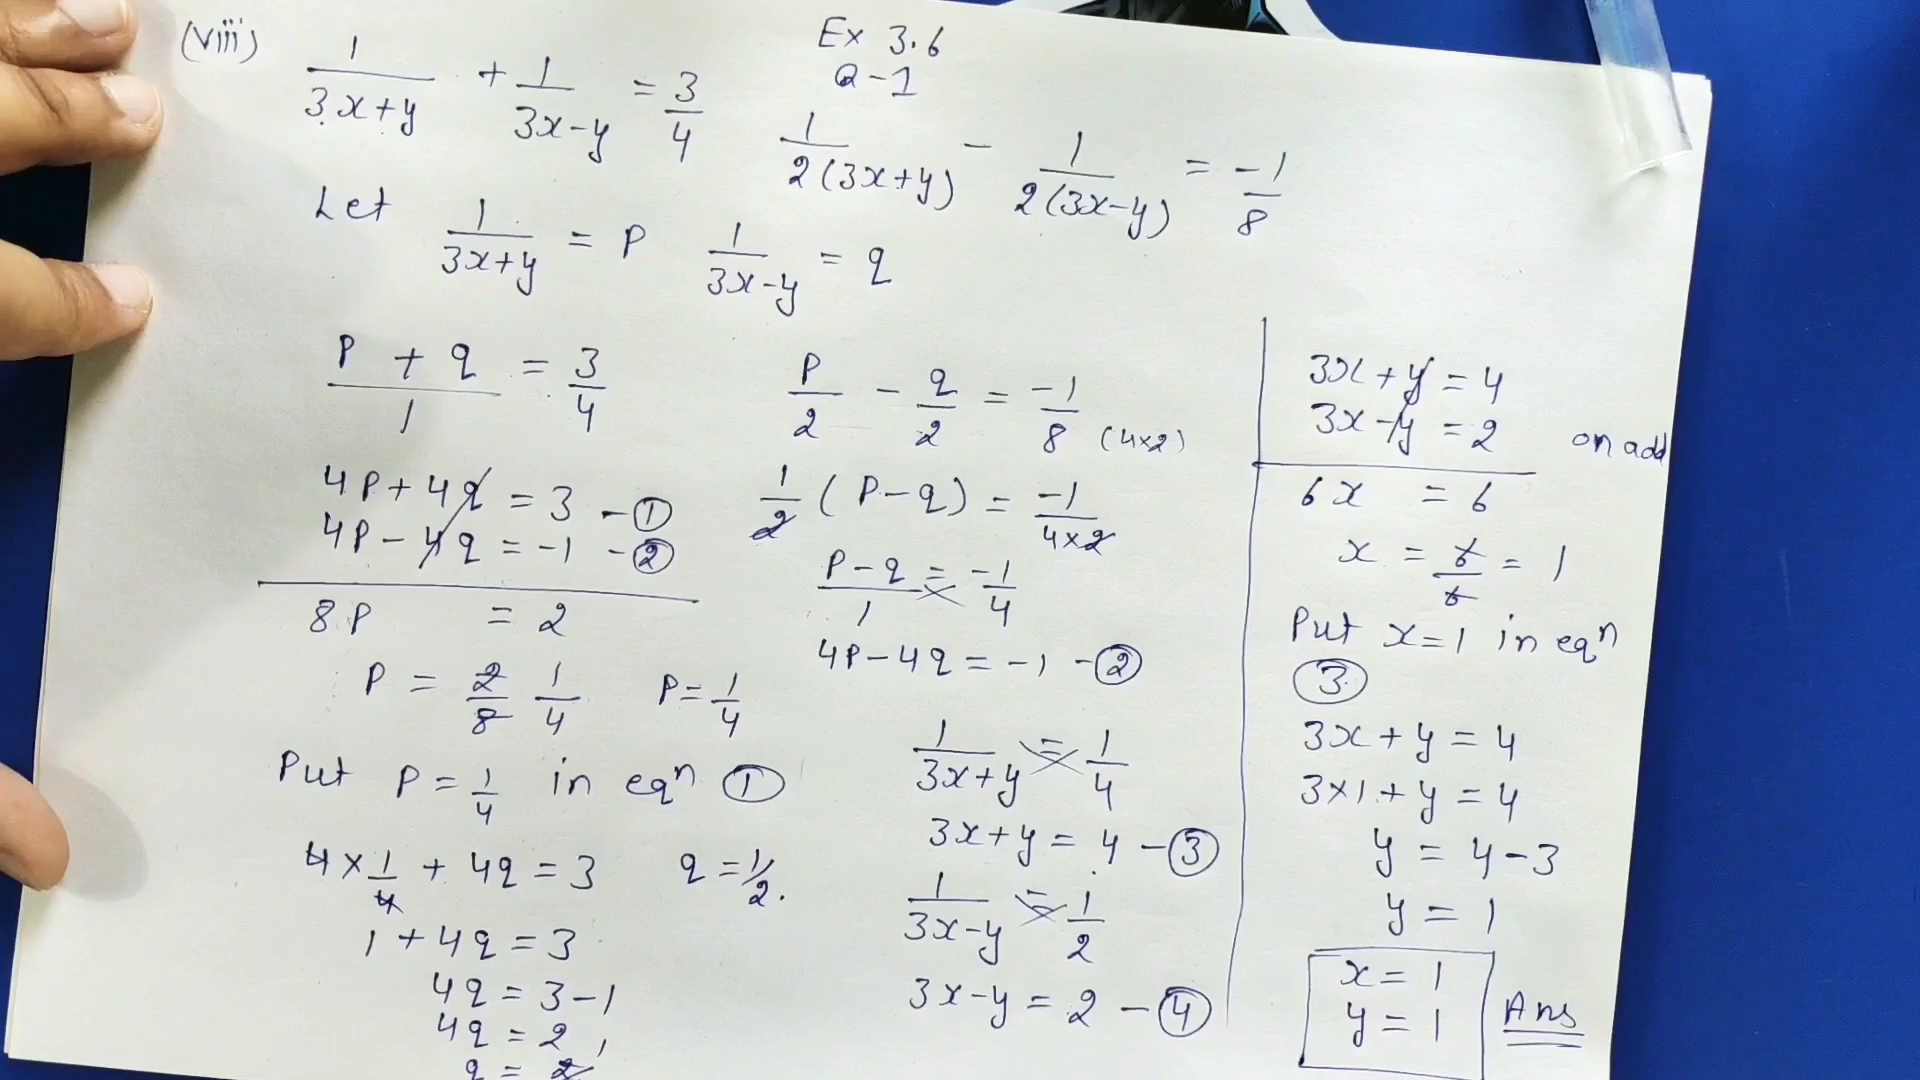 (viii) 1/(3x+y) + 1/(3x-y) = 3/4
Ex 3.6
Q-1
1/(2(3x+y)) - 1/(2(3x-y)) = -1/8
Let 1/(3x+y) = P 1/(3x-y) = q
(P + q)/1 = 3/4
4P + 4q = 3 - ①
4P - 4q = -1 - ②
8P = 2
P = 2/8 1/4 P = 1/4
Put P = 1/4 in eqⁿ ①
4 × 1/4 + 4q = 3 q = 1/2.
1 + 4q = 3
4q = 3 - 1
4q = 2
q = 2 1
P/2 - q/2 = -1/8 (4×2)
1/2 (P - q) = -1/(4×2)
(P - q)/1 = -1/4
4P - 4q = -1 - ②
1/(3x+y) = 1/4
3x + y = 4 - ③
1/(3x-y) = 1/2
3x - y = 2 - ④
3x + y = 4
3x - y = 2 on add
6x = 6
x = 6/6 = 1
Put x = 1 in eqⁿ
③
3x + y = 4
3×1 + y = 4
y = 4 - 3
y = 1
x = 1
y = 1 Ans